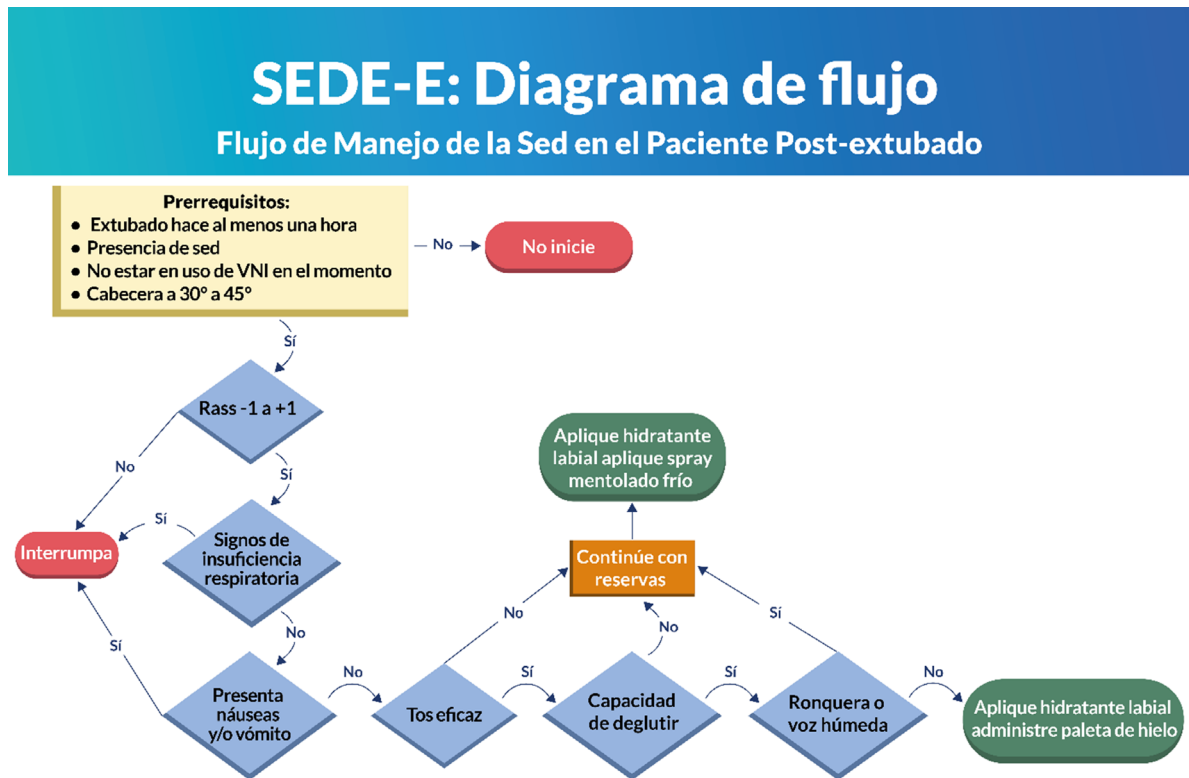 SEDE-E: Diagrama de flujo
Flujo de Manejo de la Sed en el Paciente Post-extubado
Prerrequisitos:
• Extubado hace al menos una hora
• Presencia de sed
• No estar en uso de VNI en el momento
• Cabecera a 30° a 45°
No
No inicie
Sí
Rass -1 a +1
No
Sí
Interrumpa
Sí
Signos de
insuficiencia
respiratoria
No
Sí
Presenta
náuseas
y/o vómito
No
Tos eficaz
No
Sí
Capacidad
de deglutir
No
Sí
Ronquera o
voz húmeda
Sí
No
Continúe con
reservas
Aplique hidratante
labial aplique spray
mentolado frío
Aplique hidratante labial
administre paleta de hielo